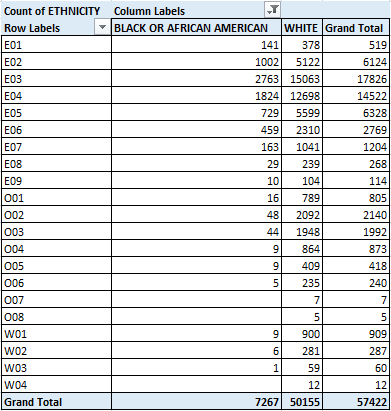 Count of ETHNICITY Column Labels
Row Labels BLACK OR AFRICAN AMERICAN WHITE Grand Total
E01 141 378 519
E02 1002 5122 6124
E03 2763 15063 17826
E04 1824 12698 14522
E05 729 5599 6328
E06 459 2310 2769
E07 163 1041 1204
E08 29 239 268
E09 10 104 114
O01 16 789 805
O02 48 2092 2140
O03 44 1948 1992
O04 9 864 873
O05 9 409 418
O06 5 235 240
O07 7 7
O08 5 5
W01 9 900 909
W02 6 281 287
W03 1 59 60
W04 12 12
Grand Total 7267 50155 57422